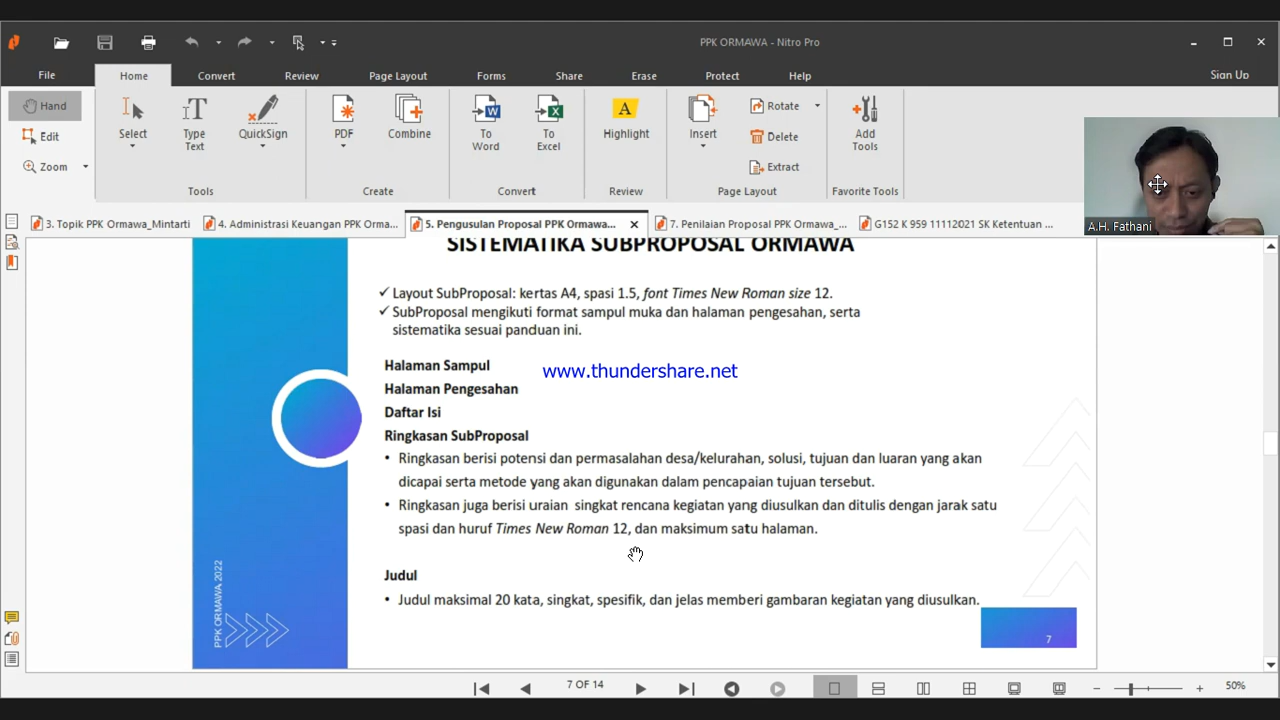 PPK ORMAWA - Nitro Pro
File
Home
Convert
Review
Page Layout
Forms
Share
Erase
Protect
Help
Sign Up
Hand
Edit
Zoom
Select
Type
Text
QuickSign
Tools
PDF
Combine
Create
To
Word
To
Excel
Convert
Highlight
Review
Insert
Rotate
Delete
Extract
Page Layout
Add
Tools
Favorite Tools
A.H. Fathani
3. Topik PPK Ormawa_Mintarti
4. Administrasi Keuangan PPK Orma...
5. Pengusulan Proposal PPK Ormawa...
7. Penilaian Proposal PPK Ormawa_...
G152 K 959 11112021 SK Ketentuan ...
SISTEMATIKA SUBPROPOSAL ORMAWA
✓ Layout SubProposal: kertas A4, spasi 1.5, font Times New Roman size 12.
✓ SubProposal mengikuti format sampul muka dan halaman pengesahan, serta
sistematika sesuai panduan ini.
Halaman Sampul
www.thundershare.net
Halaman Pengesahan
Daftar Isi
Ringkasan SubProposal
• Ringkasan berisi potensi dan permasalahan desa/kelurahan, solusi, tujuan dan luaran yang akan
dicapai serta metode yang akan digunakan dalam pencapaian tujuan tersebut.
• Ringkasan juga berisi uraian singkat rencana kegiatan yang diusulkan dan ditulis dengan jarak satu
spasi dan huruf Times New Roman 12, dan maksimum satu halaman.
Judul
• Judul maksimal 20 kata, singkat, spesifik, dan jelas memberi gambaran kegiatan yang diusulkan.
PPK ORMAWA 2022
7
7 OF 14
50%